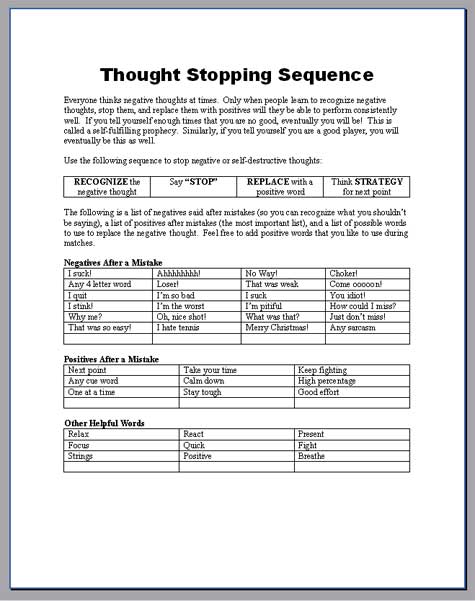 Thought Stopping Sequence
Everyone thinks negative thoughts at times.  Only when people learn to recognize negative
thoughts, stop them, and replace them with positives will they be able to perform consistently
well.  If you tell yourself enough times that you are no good, eventually you will be!  This is
called a self-fulfilling prophecy.  Similarly, if you tell yourself you are a good player, you will
eventually be this as well.
Use the following sequence to stop negative or self-destructive thoughts:
RECOGNIZE the Say “STOP” REPLACE with a Think STRATEGY
negative thought positive word for next point
The following is a list of negatives said after mistakes (so you can recognize what you shouldn’t
be saying), a list of positives after mistakes (the most important list), and a list of possible words
to use to replace the negative thought.  Feel free to add positive words that you like to use during
matches.
Negatives After a Mistake
I suck! Ahhhhhhhh! No Way! Choker!
Any 4 letter word Loser! That was weak Come ooooon!
I quit I’m so bad I suck You idiot!
I stink! I’m the worst I’m pitiful How could I miss?
Why me? Oh, nice shot! What was that? Just don’t miss!
That was so easy! I hate tennis Merry Christmas! Any sarcasm
Positives After a Mistake
Next point Take your time Keep fighting
Any cue word Calm down High percentage
One at a time Stay tough Good effort
Other Helpful Words
Relax React Present
Focus Quick Fight
Strings Positive Breathe